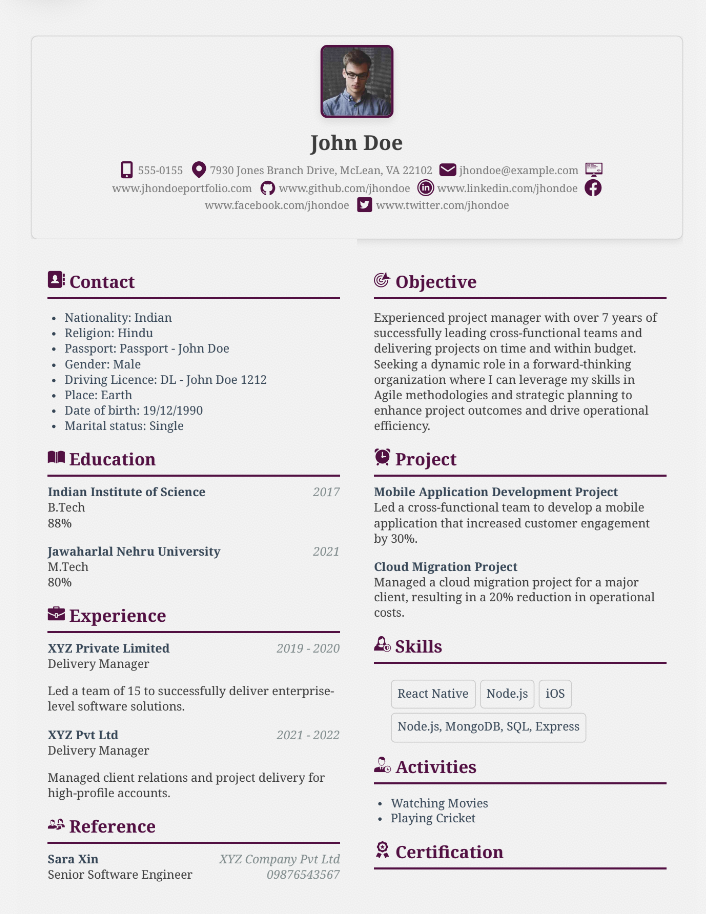 John Doe
555-0155 7930 Jones Branch Drive, McLean, VA 22102 jhondoe@example.com
www.jhondoeportfolio.com www.github.com/jhondoe www.linkedin.com/jhondoe
www.facebook.com/jhondoe www.twitter.com/jhondoe
Contact
• Nationality: Indian
• Religion: Hindu
• Passport: Passport - John Doe
• Gender: Male
• Driving Licence: DL - John Doe 1212
• Place: Earth
• Date of birth: 19/12/1990
• Marital status: Single
Education
Indian Institute of Science 2017
B.Tech
88%
Jawaharlal Nehru University 2021
M.Tech
80%
Experience
XYZ Private Limited 2019 - 2020
Delivery Manager
Led a team of 15 to successfully deliver enterprise-
level software solutions.
XYZ Pvt Ltd 2021 - 2022
Delivery Manager
Managed client relations and project delivery for
high-profile accounts.
Reference
Sara Xin XYZ Company Pvt Ltd
Senior Software Engineer 09876543567
Objective
Experienced project manager with over 7 years of
successfully leading cross-functional teams and
delivering projects on time and within budget.
Seeking a dynamic role in a forward-thinking
organization where I can leverage my skills in
Agile methodologies and strategic planning to
enhance project outcomes and drive operational
efficiency.
Project
Mobile Application Development Project
Led a cross-functional team to develop a mobile
application that increased customer engagement
by 30%.
Cloud Migration Project
Managed a cloud migration project for a major
client, resulting in a 20% reduction in operational
costs.
Skills
React Native Node.js iOS
Node.js, MongoDB, SQL, Express
Activities
• Watching Movies
• Playing Cricket
Certification